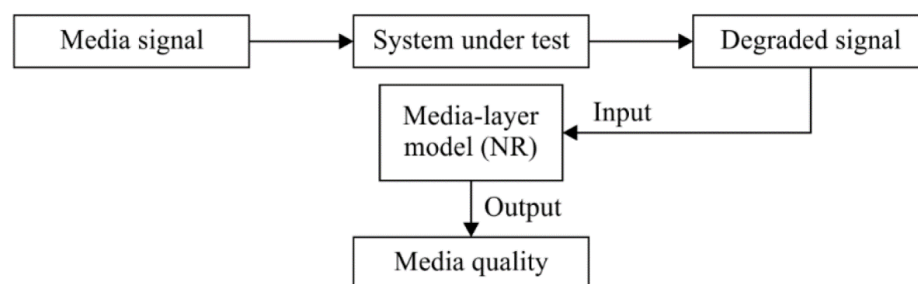 Media signal
System under test
Degraded signal
Media-layer
model (NR)
Input
Output
Media quality